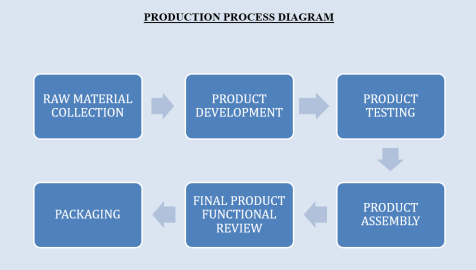 PRODUCTION PROCESS DIAGRAM
RAW MATERIAL
COLLECTION
PRODUCT
DEVELOPMENT
PRODUCT
TESTING
PRODUCT
ASSEMBLY
FINAL PRODUCT
FUNCTIONAL
REVIEW
PACKAGING